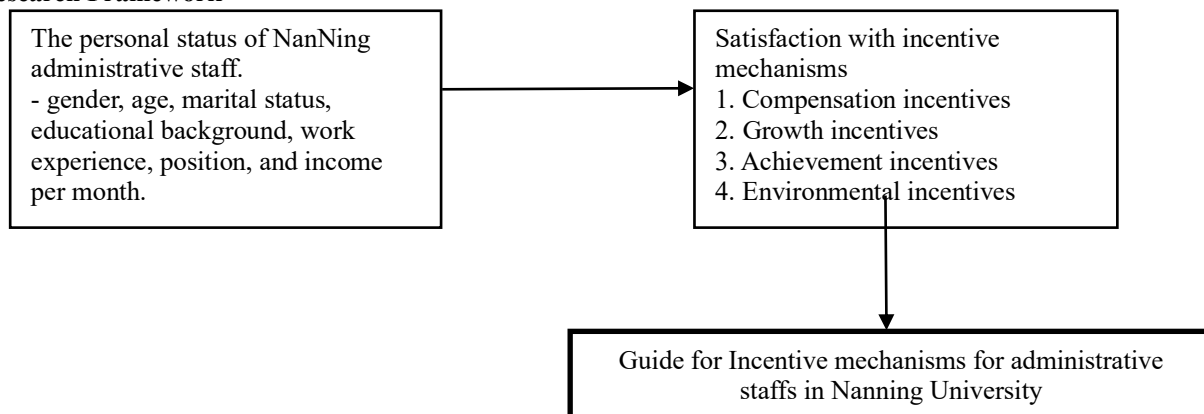 The personal status of NanNing
administrative staff.
- gender, age, marital status,
educational background, work
experience, position, and income
per month.
Satisfaction with incentive
mechanisms
1. Compensation incentives
2. Growth incentives
3. Achievement incentives
4. Environmental incentives
Guide for Incentive mechanisms for administrative
staffs in Nanning University